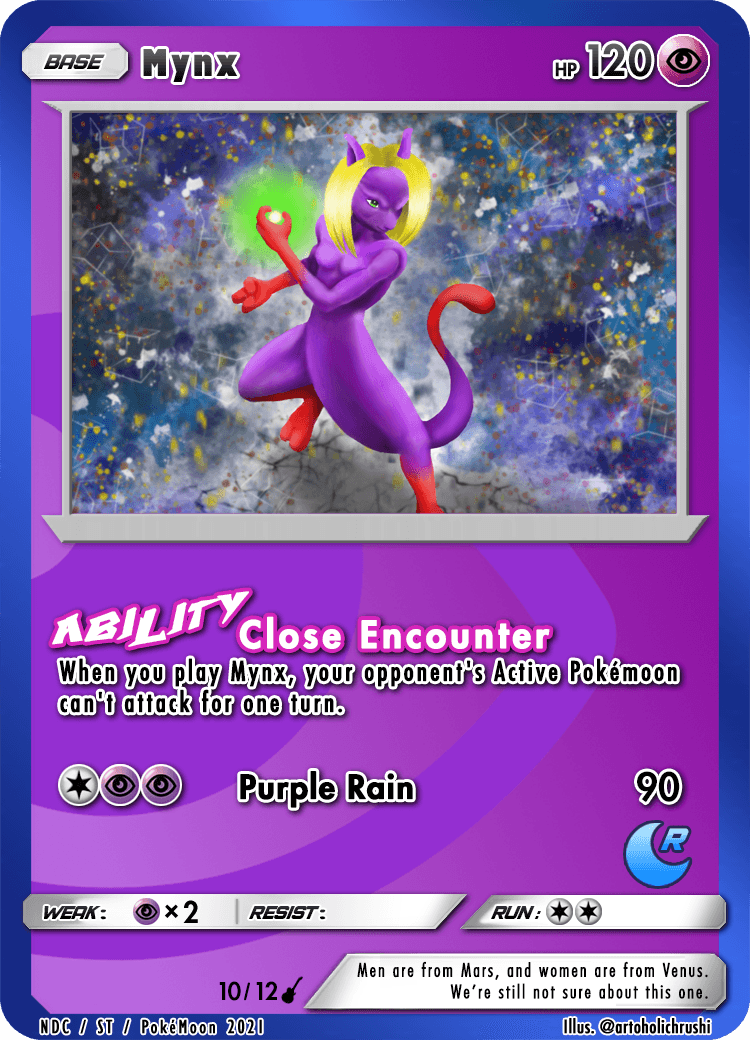 BASE Mynx HP 120
ABILITY Close Encounter
When you play Mynx, your opponent's Active Pokémoon
can't attack for one turn.
Purple Rain 90
R
WEAK: ×2 RESIST: RUN:
10/12
Men are from Mars, and women are from Venus.
We're still not sure about this one.
NDC / ST / PokéMoon 2021 Illus. @artoholichrushi